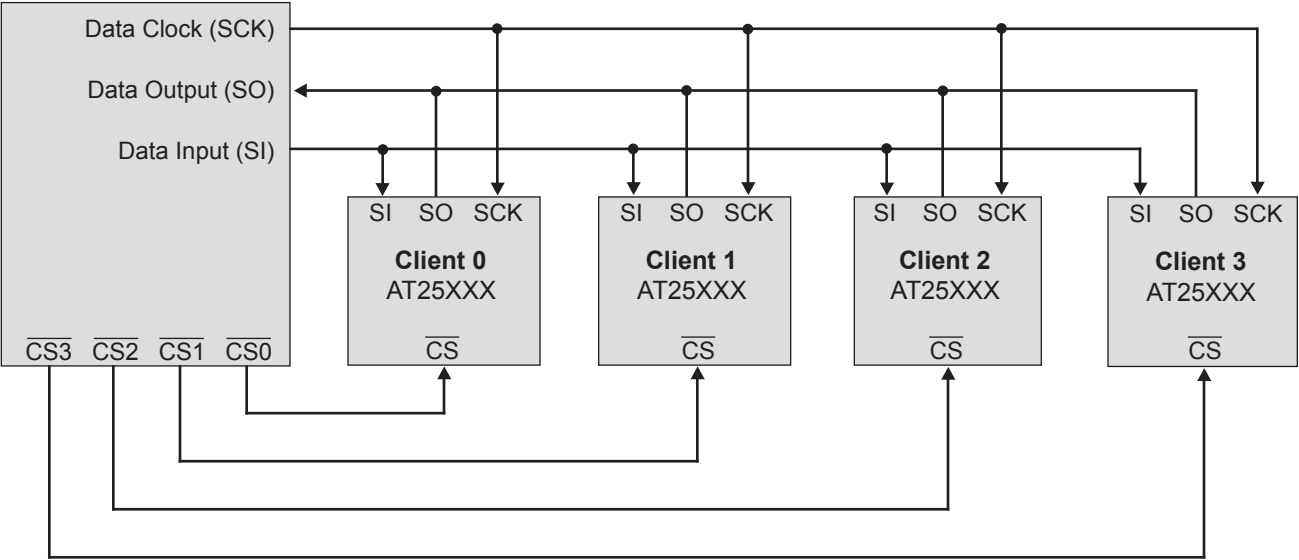 Data Clock (SCK)
Data Output (SO)
Data Input (SI)
CS3 CS2 CS1 CS0
SI SO SCK
Client 0
AT25XXX
CS
SI SO SCK
Client 1
AT25XXX
CS
SI SO SCK
Client 2
AT25XXX
CS
SI SO SCK
Client 3
AT25XXX
CS